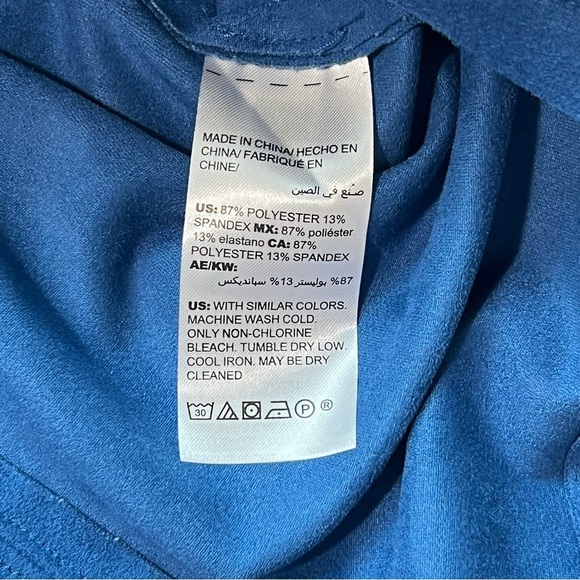 MADE IN CHINA/ HECHO EN
CHINA/ FABRIQUÉ EN
CHINE/
صُنع في الصين
US: 87% POLYESTER 13%
SPANDEX MX: 87% poliéster
13% elastano CA: 87%
POLYESTER 13% SPANDEX
AE/KW:
87% بوليستر 13% سبانديكس
US: WITH SIMILAR COLORS.
MACHINE WASH COLD.
ONLY NON-CHLORINE
BLEACH. TUMBLE DRY LOW.
COOL IRON. MAY BE DRY
CLEANED
30 P ®